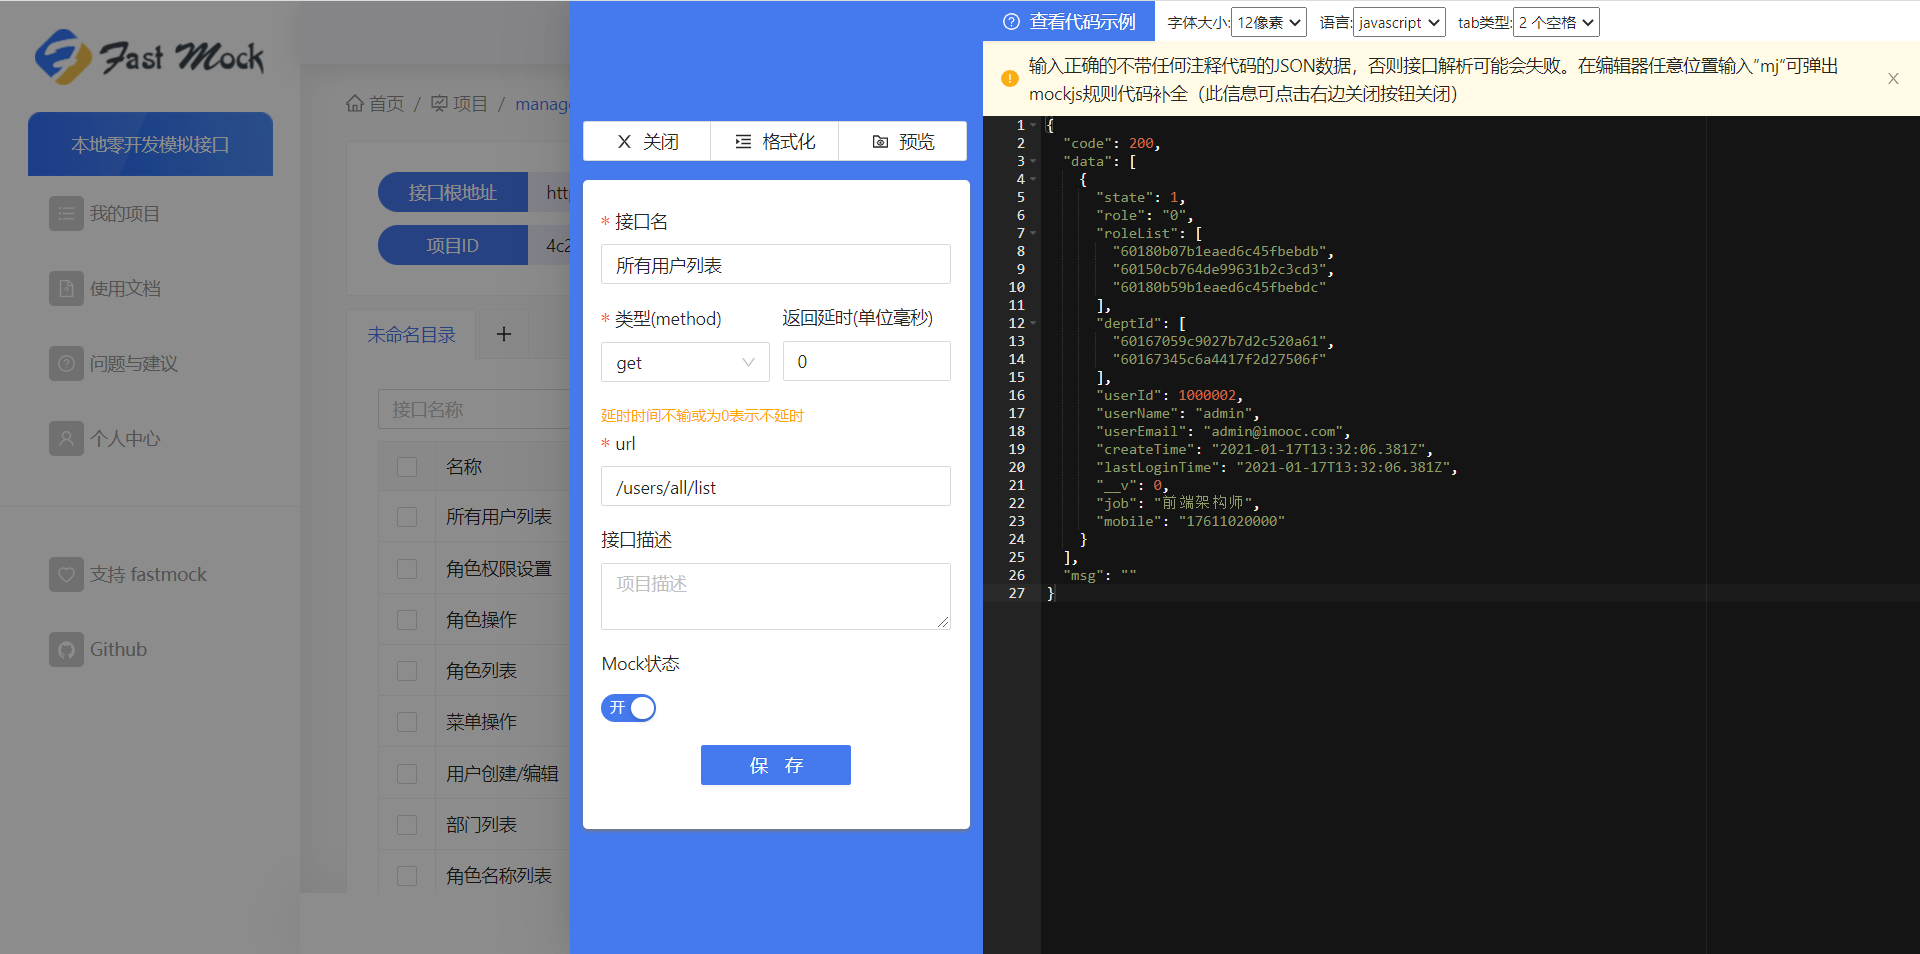 Fast Mock
本地零开发模拟接口
我的项目
使用文档
问题与建议
个人中心
支持 fastmock
Github
首页 / 项目 / manage
接口根地址 htt
项目ID 4c2
未命名目录 +
接口名称
名称
所有用户列表
角色权限设置
角色操作
角色列表
菜单操作
用户创建/编辑
部门列表
角色名称列表
关闭 格式化 预览
* 接口名
所有用户列表
* 类型(method) 返回延时(单位毫秒)
get 0
延时时间不输或为0表示不延时
* url
/users/all/list
接口描述
项目描述
Mock状态
开
保 存
查看代码示例 字体大小: 12像素 语言: javascript tab类型: 2 个空格
输入正确的不带任何注释代码的JSON数据，否则接口解析可能会失败。在编辑器任意位置输入”mj“可弹出
mockjs规则代码补全（此信息可点击右边关闭按钮关闭）
1 {
2 "code": 200,
3 "data": [
4 {
5 "state": 1,
6 "role": "0",
7 "roleList": [
8 "60180b07b1eaed6c45fbebdb",
9 "60150cb764de99631b2c3cd3",
10 "60180b59b1eaed6c45fbebdc"
11 ],
12 "deptId": [
13 "60167059c9027b7d2c520a61",
14 "60167345c6a4417f2d27506f"
15 ],
16 "userId": 1000002,
17 "userName": "admin",
18 "userEmail": "admin@imooc.com",
19 "createTime": "2021-01-17T13:32:06.381Z",
20 "lastLoginTime": "2021-01-17T13:32:06.381Z",
21 "__v": 0,
22 "job": "前端架构师",
23 "mobile": "17611020000"
24 }
25 ],
26 "msg": ""
27 }